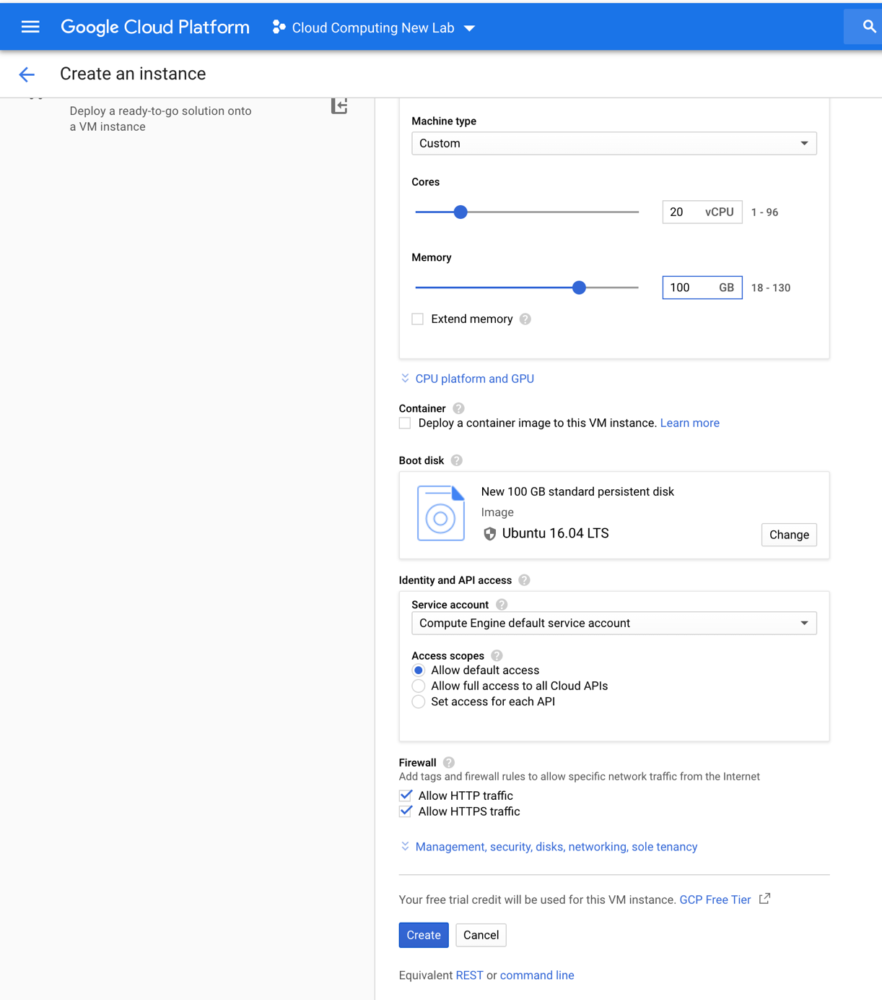 Google Cloud Platform
Cloud Computing New Lab
Create an instance
Deploy a ready-to-go solution onto
a VM instance
Machine type
Custom
Cores
20 vCPU 1 - 96
Memory
100 GB 18 - 130
Extend memory ?
CPU platform and GPU
Container ?
Deploy a container image to this VM instance. Learn more
Boot disk ?
New 100 GB standard persistent disk
Image
Ubuntu 16.04 LTS
Change
Identity and API access ?
Service account ?
Compute Engine default service account
Access scopes ?
Allow default access
Allow full access to all Cloud APIs
Set access for each API
Firewall ?
Add tags and firewall rules to allow specific network traffic from the Internet
Allow HTTP traffic
Allow HTTPS traffic
Management, security, disks, networking, sole tenancy
Your free trial credit will be used for this VM instance. GCP Free Tier
Create Cancel
Equivalent REST or command line